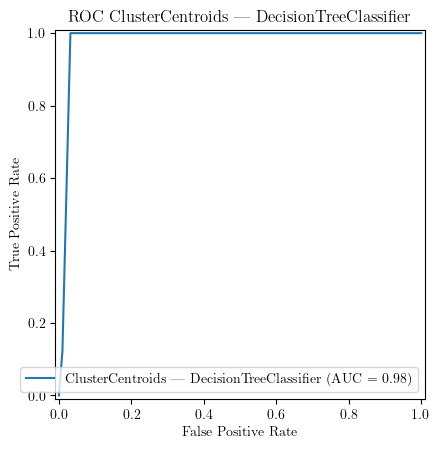 ROC ClusterCentroids — DecisionTreeClassifier
1.0
0.8
0.6
0.4
0.2
0.0
True Positive Rate
ClusterCentroids — DecisionTreeClassifier (AUC = 0.98)
0.0 0.2 0.4 0.6 0.8 1.0
False Positive Rate